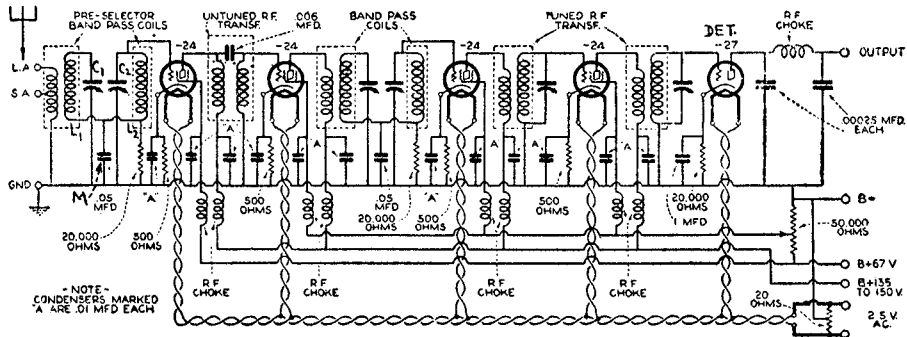 PRE-SELECTOR
BAND PASS COILS
UNTUNED R.F.
TRANSF.
.006
MFD.
BAND PASS
COILS
TUNED R.F.
TRANSF.
DET.
R F
CHOKE
-24
-24
-24
-24
-27
OUTPUT
L.A
S A
C1
C2
L1
L2
.00025 MFD.
EACH
GND
M
.05
MFD
"A"
"A"
A
.05
MFD
"A"
A
A
20,000
OHMS
500
OHMS
500
OHMS
20,000
OHMS
500
OHMS
500
OHMS
20,000
OHMS
1 MFD
B-
50,000
OHMS
B+67 V
B+135
TO 150 V.
R F
CHOKE
R F
CHOKE
R F
CHOKE
R F
CHOKE
20
OHMS
2.5 V.
A.C.
-NOTE-
CONDENSERS MARKED
"A" ARE .01 MFD EACH